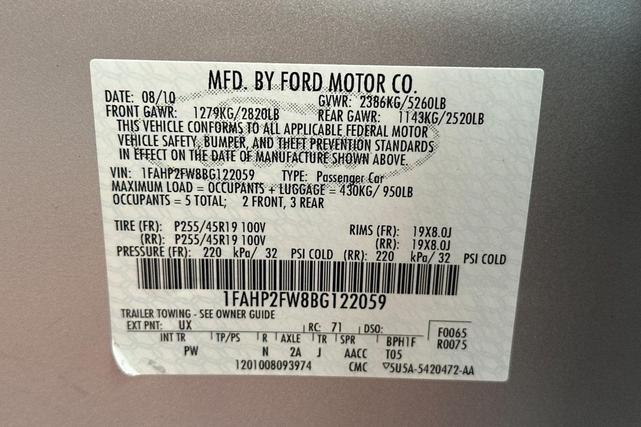 MFD. BY FORD MOTOR CO.
DATE: 08/10 GVWR: 2386KG/5260LB
FRONT GAWR: 1279KG/2820LB REAR GAWR: 1143KG/2520LB
THIS VEHICLE CONFORMS TO ALL APPLICABLE FEDERAL MOTOR
VEHICLE SAFETY, BUMPER, AND THEFT PREVENTION STANDARDS
IN EFFECT ON THE DATE OF MANUFACTURE SHOWN ABOVE.
VIN: 1FAHP2FW8BG122059 TYPE: Passenger Car
MAXIMUM LOAD = OCCUPANTS + LUGGAGE = 430KG/ 950LB
OCCUPANTS = 5 TOTAL; 2 FRONT, 3 REAR
TIRE (FR): P255/45R19 100V RIMS (FR): 19X8.0J
(RR): P255/45R19 100V (RR): 19X8.0J
PRESSURE (FR): 220 kPa/ 32 PSI COLD (RR): 220 kPa/ 32 PSI COLD
1FAHP2FW8BG122059
TRAILER TOWING - SEE OWNER GUIDE
EXT PNT: UX RC: 71 DSO: F0065
INT TR TP/PS R AXLE TR SPR BPH1F R0075
PW N 2A J AACC T05
1201008093974 CMC ▽5U5A-5420472-AA